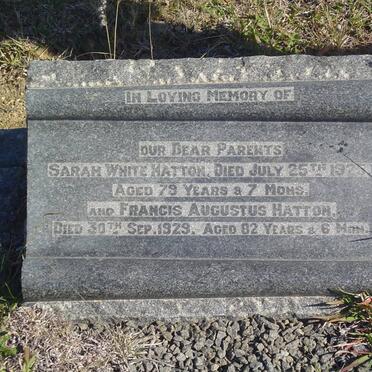 IN LOVING MEMORY OF
OUR DEAR PARENTS
SARAH WHITE HATTON, DIED JULY 25TH
AGED 79 YEARS & 7 MONS.
AND FRANCIS AUGUSTUS HATTON,
DIED 30TH SEP. 1929. AGED 82 YEARS & 6 MON